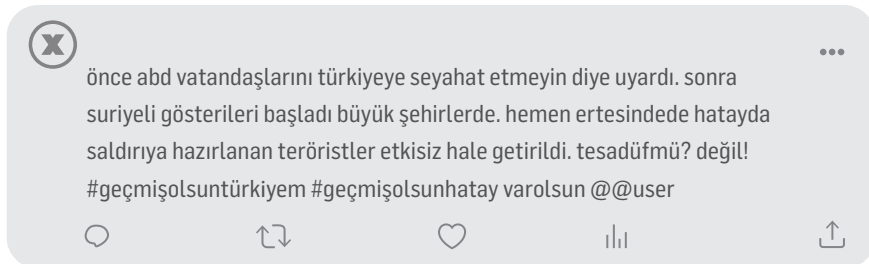 önce abd vatandaşlarını türkiyeye seyahat etmeyin diye uyardı. sonra
suriyeli gösterileri başladı büyük şehirlerde. hemen ertesindede hatayda
saldırıya hazırlanan teröristler etkisiz hale getirildi. tesadüfmü? değil!
#geçmişolsuntürkiyem #geçmişolsunhatay varolsun @@user